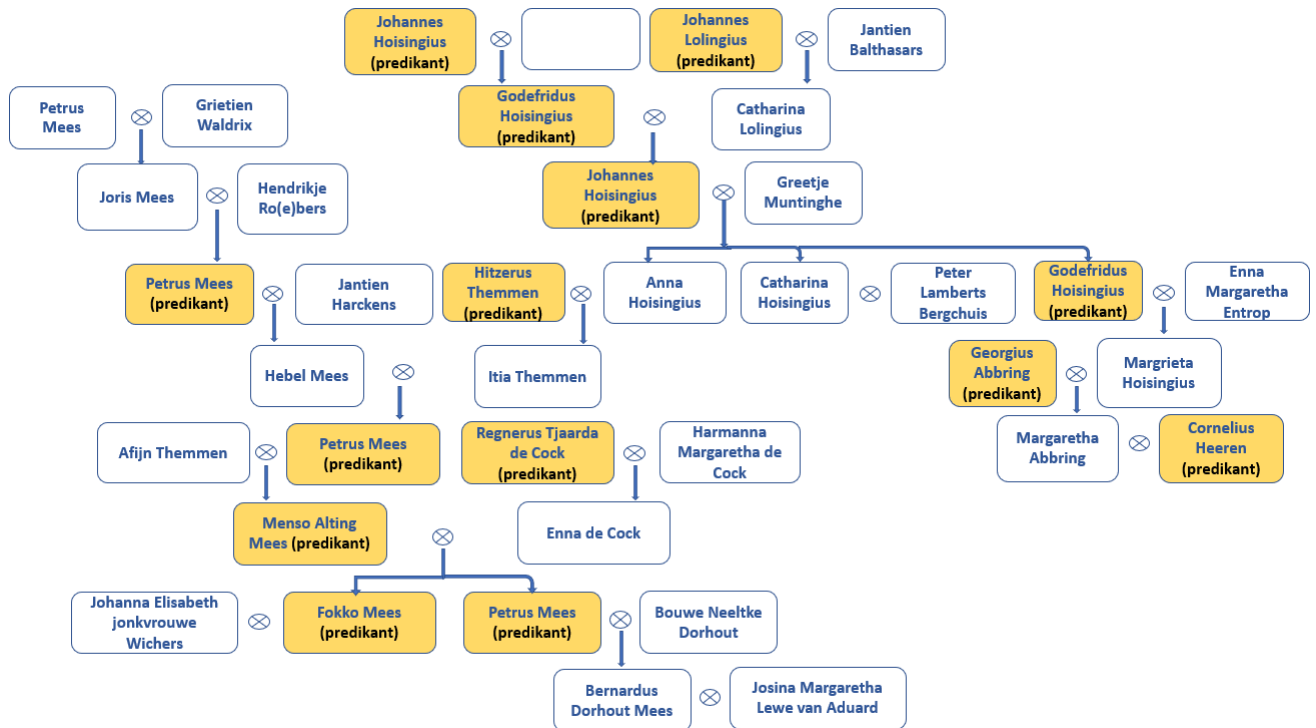 Johannes
Hoisingius
(predikant)
Johannes
Lolingius
(predikant)
Jantien
Balthasars
Petrus
Mees
Grietien
Waldrix
Godefridus
Hoisingius
(predikant)
Catharina
Lolingius
Joris Mees
Hendrikje
Ro(e)bers
Johannes
Hoisingius
(predikant)
Greetje
Muntinghe
Petrus Mees
(predikant)
Jantien
Harckens
Hitzerus
Themmen
(predikant)
Anna
Hoisingius
Catharina
Hoisingius
Peter
Lamberts
Bergchuis
Godefridus
Hoisingius
(predikant)
Enna
Margaretha
Entrop
Hebel Mees
Itia Themmen
Georgius
Abbring
(predikant)
Margrieta
Hoisingius
Afijn Themmen
Petrus Mees
(predikant)
Regnerus Tjaarda
de Cock
(predikant)
Harmanna
Margaretha de
Cock
Margaretha
Abbring
Cornelius
Heeren
(predikant)
Menso Alting
Mees (predikant)
Enna de Cock
Johanna Elisabeth
jonkvrouwe
Wichers
Fokko Mees
(predikant)
Petrus Mees
(predikant)
Bouwe Neeltke
Dorhout
Bernardus
Dorhout Mees
Josina Margaretha
Lewe van Aduard